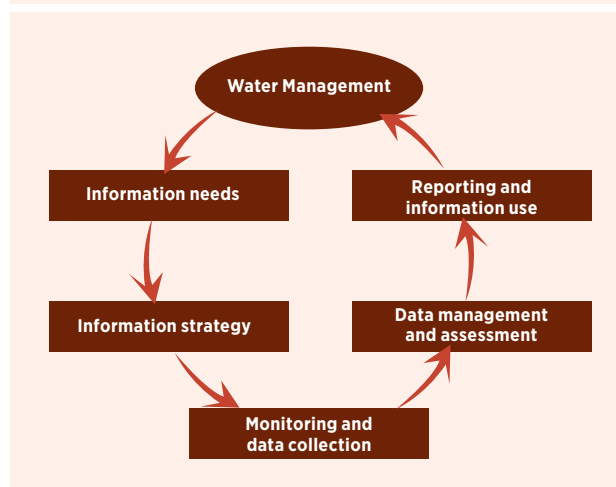 Water Management
Information needs
Reporting and
information use
Information strategy
Data management
and assessment
Monitoring and
data collection